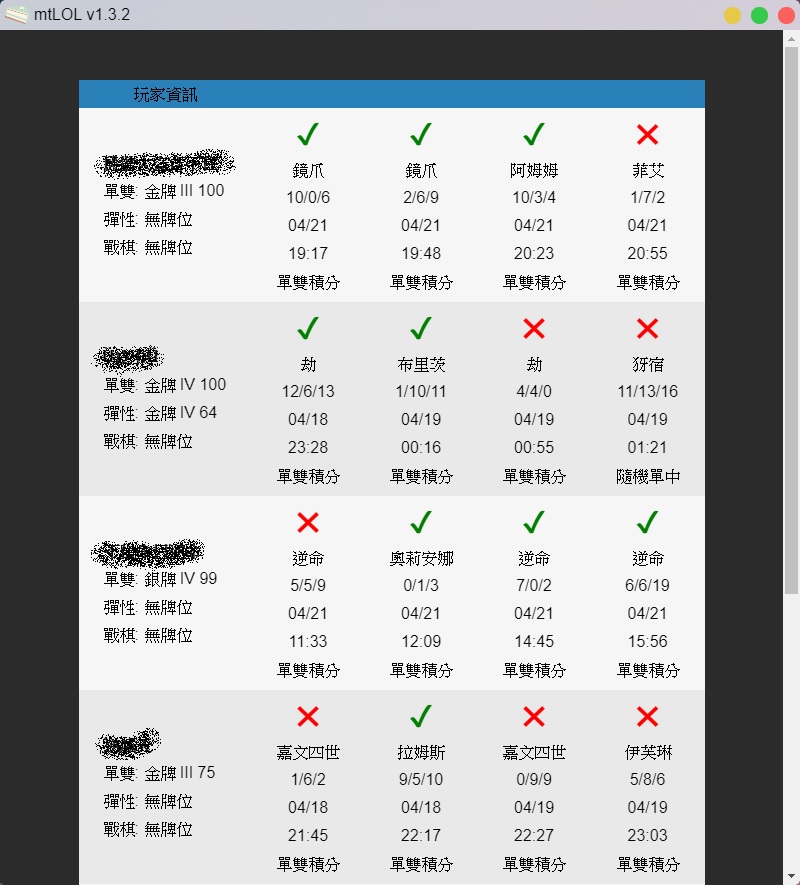 mtLOL v1.3.2
玩家資訊
單雙: 金牌 III 100
彈性: 無牌位
戰棋: 無牌位
鏡爪
10/0/6
04/21
19:17
單雙積分
鏡爪
2/6/9
04/21
19:48
單雙積分
阿姆姆
10/3/4
04/21
20:23
單雙積分
菲艾
1/7/2
04/21
20:55
單雙積分
單雙: 金牌 IV 100
彈性: 金牌 IV 64
戰棋: 無牌位
劫
12/6/13
04/18
23:28
單雙積分
布里茨
1/10/11
04/19
00:16
單雙積分
劫
4/4/0
04/19
00:55
單雙積分
犽宿
11/13/16
04/19
01:21
隨機單中
單雙: 銀牌 IV 99
彈性: 無牌位
戰棋: 無牌位
逆命
5/5/9
04/21
11:33
單雙積分
奧莉安娜
0/1/3
04/21
12:09
單雙積分
逆命
7/0/2
04/21
14:45
單雙積分
逆命
6/6/19
04/21
15:56
單雙積分
單雙: 金牌 III 75
彈性: 無牌位
戰棋: 無牌位
嘉文四世
1/6/2
04/18
21:45
單雙積分
拉姆斯
9/5/10
04/18
22:17
單雙積分
嘉文四世
0/9/9
04/19
22:27
單雙積分
伊芙琳
5/8/6
04/19
23:03
單雙積分